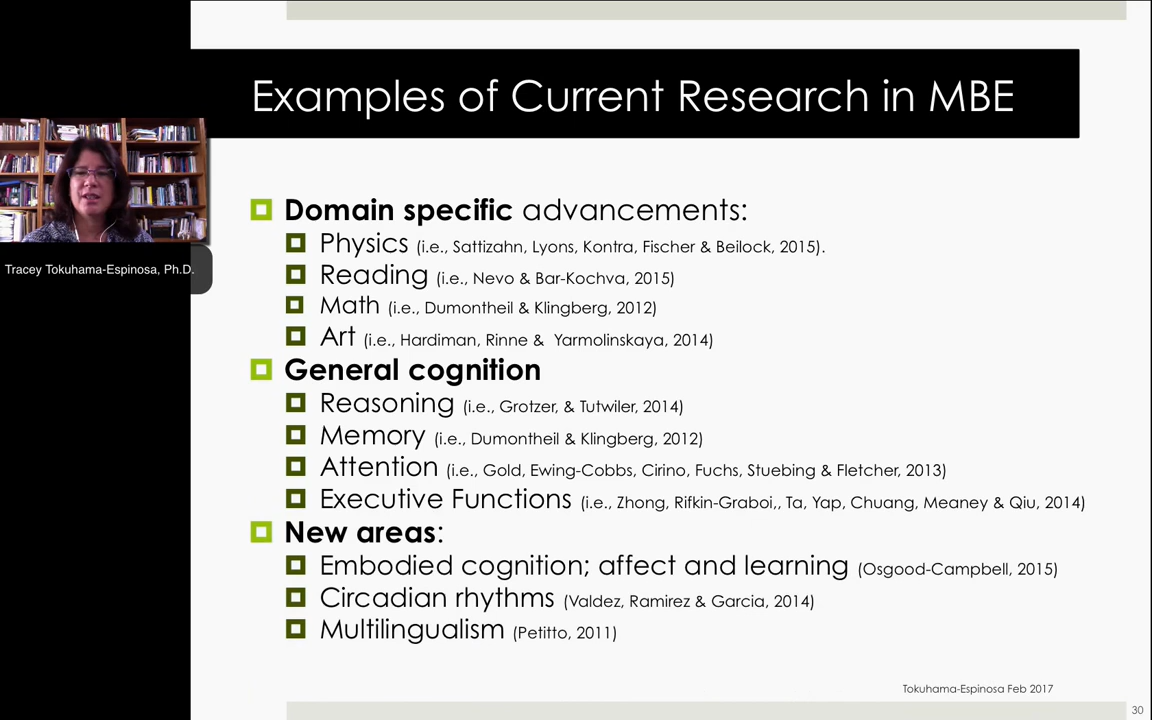 Examples of Current Research in MBE
Tracey Tokuhama-Espinosa, Ph.D.
Domain specific advancements:
Physics (i.e., Sattizahn, Lyons, Kontra, Fischer & Beilock, 2015).
Reading (i.e., Nevo & Bar-Kochva, 2015)
Math (i.e., Dumontheil & Klingberg, 2012)
Art (i.e., Hardiman, Rinne & Yarmolinskaya, 2014)
General cognition
Reasoning (i.e., Grotzer, & Tutwiler, 2014)
Memory (i.e., Dumontheil & Klingberg, 2012)
Attention (i.e., Gold, Ewing-Cobbs, Cirino, Fuchs, Stuebing & Fletcher, 2013)
Executive Functions (i.e., Zhong, Rifkin-Graboi,, Ta, Yap, Chuang, Meaney & Qiu, 2014)
New areas:
Embodied cognition; affect and learning (Osgood-Campbell, 2015)
Circadian rhythms (Valdez, Ramirez & Garcia, 2014)
Multilingualism (Petitto, 2011)
Tokuhama-Espinosa Feb 2017
30